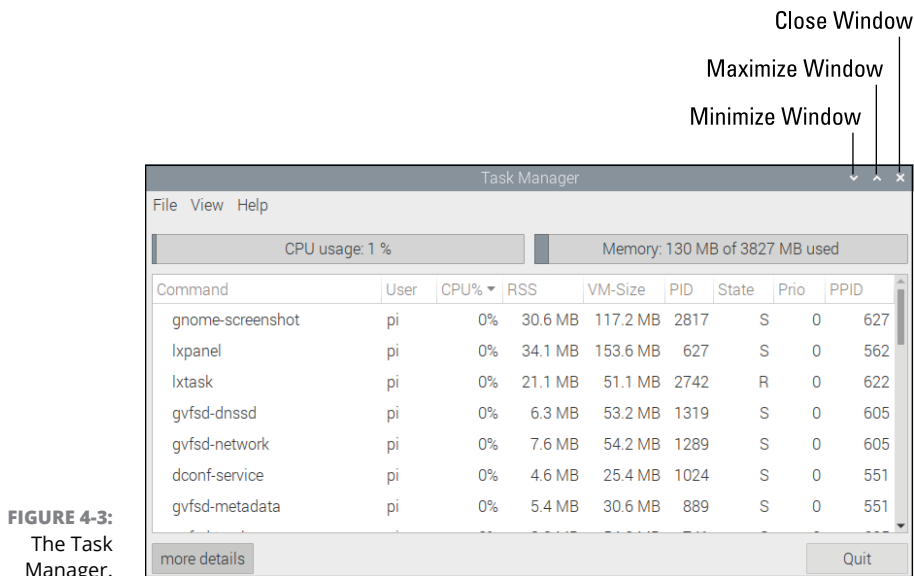 Close Window
Maximize Window
Minimize Window
Task Manager
File View Help
CPU usage: 1 % Memory: 130 MB of 3827 MB used
Command User CPU% RSS VM-Size PID State Prio PPID
gnome-screenshot pi 0% 30.6 MB 117.2 MB 2817 S 0 627
lxpanel pi 0% 34.1 MB 153.6 MB 627 S 0 562
lxtask pi 0% 21.1 MB 51.1 MB 2742 R 0 622
gvfsd-dnssd pi 0% 6.3 MB 53.2 MB 1319 S 0 605
gvfsd-network pi 0% 7.6 MB 54.2 MB 1289 S 0 605
dconf-service pi 0% 4.6 MB 25.4 MB 1024 S 0 551
gvfsd-metadata pi 0% 5.4 MB 30.6 MB 889 S 0 551
more details Quit
FIGURE 4-3:
The Task
Manager.